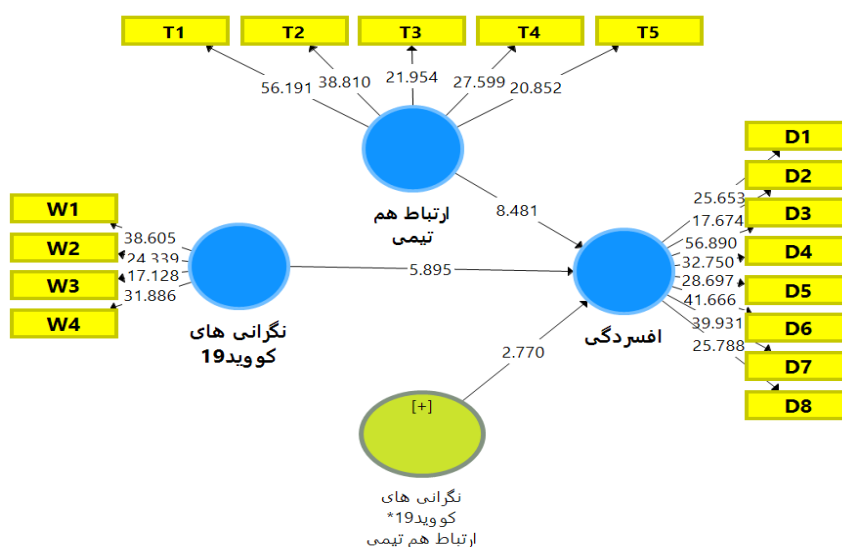 T1
T2
T3
T4
T5
56.191
38.810
21.954
27.599
20.852
ارتباط هم
تیمی
W1
W2
W3
W4
38.605
24.339
17.128
31.886
نگرانی های
کووید19
8.481
5.895
2.770
افسردگی
D1
D2
D3
D4
D5
D6
D7
D8
25.653
17.674
56.890
32.750
28.697
41.666
39.931
25.788
[+]
نگرانی های
کووید19*
ارتباط هم تیمی